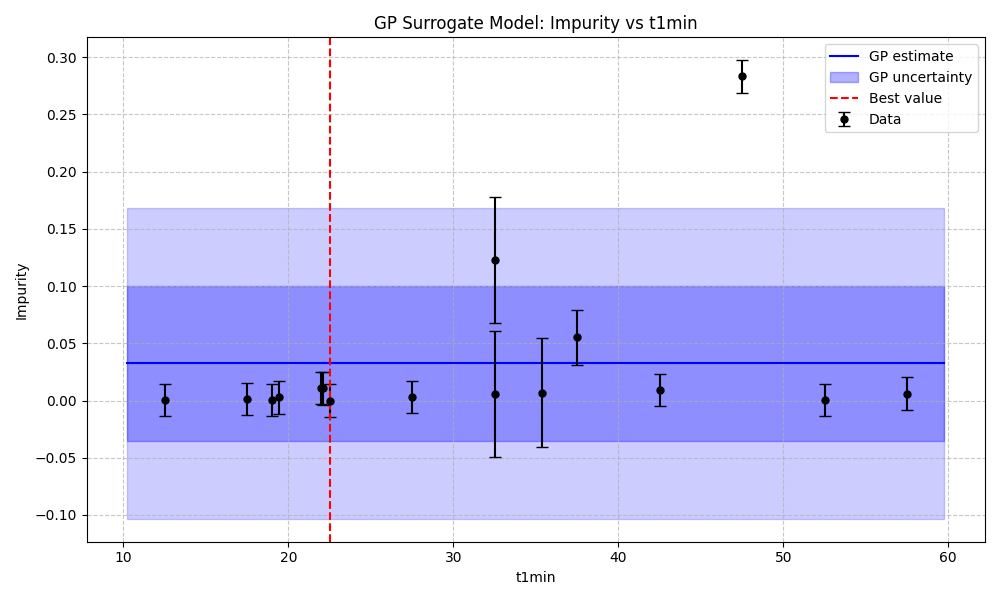 GP Surrogate Model: Impurity vs t1min
GP estimate
GP uncertainty
Best value
Data
Impurity
0.30
0.25
0.20
0.15
0.10
0.05
0.00
−0.05
−0.10
10
20
30
40
50
60
t1min